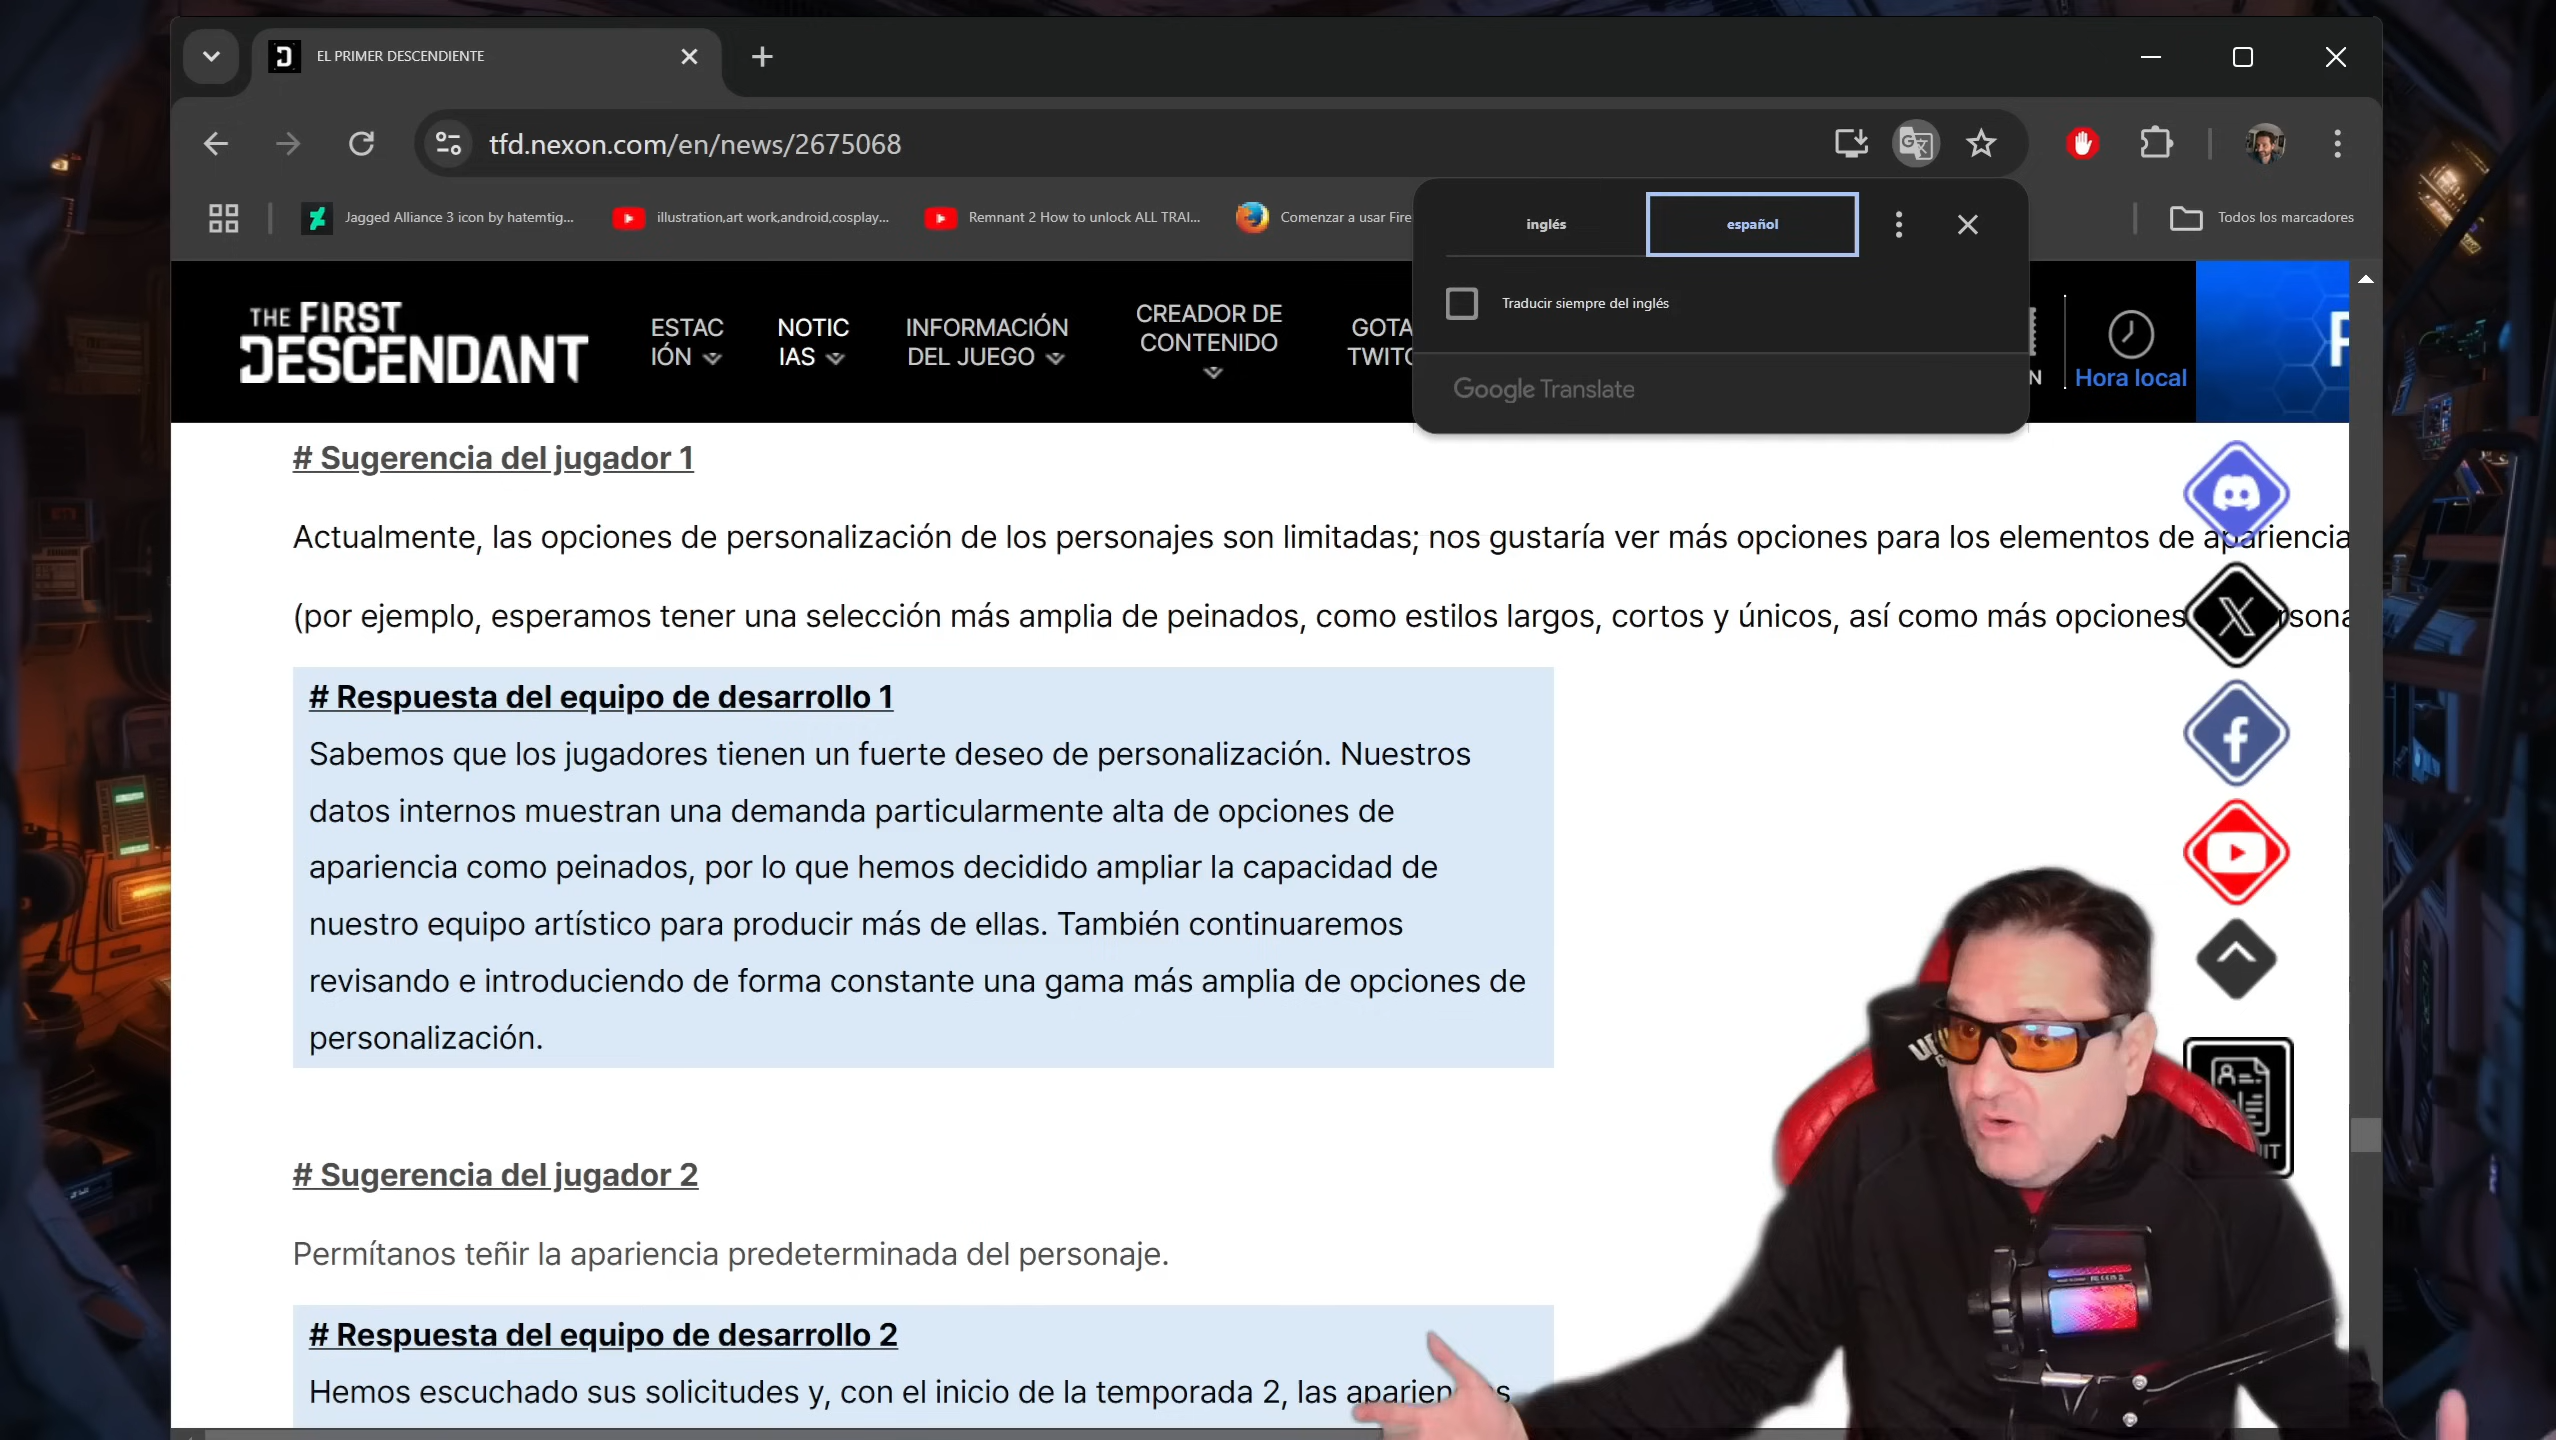 EL PRIMER DESCENDIENTE
tfd.nexon.com/en/news/2675068
Jagged Alliance 3 icon by hatemtig...
illustration,art work,android,cosplay...
Remnant 2 How to unlock ALL TRAI...
Comenzar a usar Fire
Todos los marcadores
inglés
español
Traducir siempre del inglés
Google Translate
THE FIRST
DESCENDANT
ESTAC
IÓN
NOTIC
IAS
INFORMACIÓN
DEL JUEGO
CREADOR DE
CONTENIDO
GOTA
TWITC
N
Hora local
# Sugerencia del jugador 1
Actualmente, las opciones de personalización de los personajes son limitadas; nos gustaría ver más opciones para los elementos de apariencia
(por ejemplo, esperamos tener una selección más amplia de peinados, como estilos largos, cortos y únicos, así como más opciones
# Respuesta del equipo de desarrollo 1
Sabemos que los jugadores tienen un fuerte deseo de personalización. Nuestros
datos internos muestran una demanda particularmente alta de opciones de
apariencia como peinados, por lo que hemos decidido ampliar la capacidad de
nuestro equipo artístico para producir más de ellas. También continuaremos
revisando e introduciendo de forma constante una gama más amplia de opciones de
personalización.
# Sugerencia del jugador 2
Permítanos teñir la apariencia predeterminada del personaje.
# Respuesta del equipo de desarrollo 2
Hemos escuchado sus solicitudes y, con el inicio de la temporada 2, las